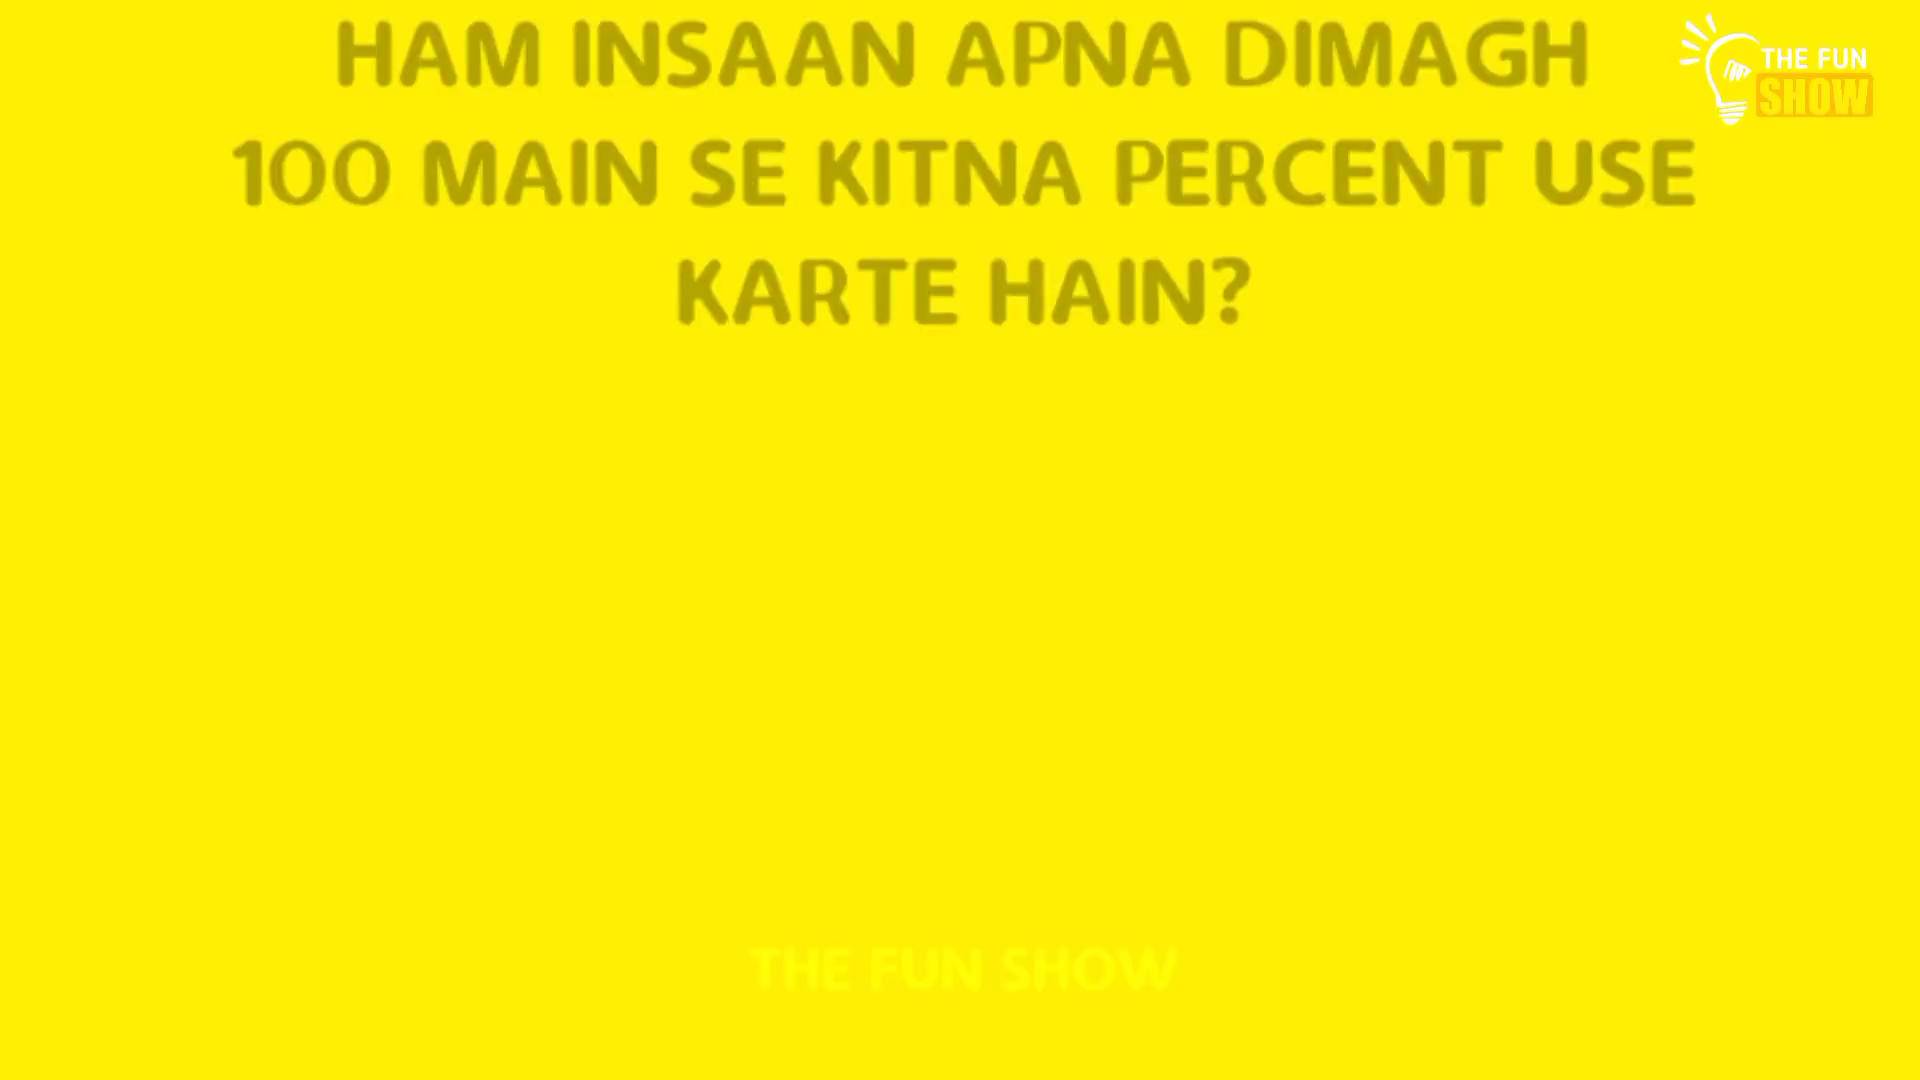 HAM INSAAN APNA DIMAGH
100 MAIN SE KITNA PERCENT USE
KARTE HAIN?
THE FUN
SHOW
THE FUN SHOW